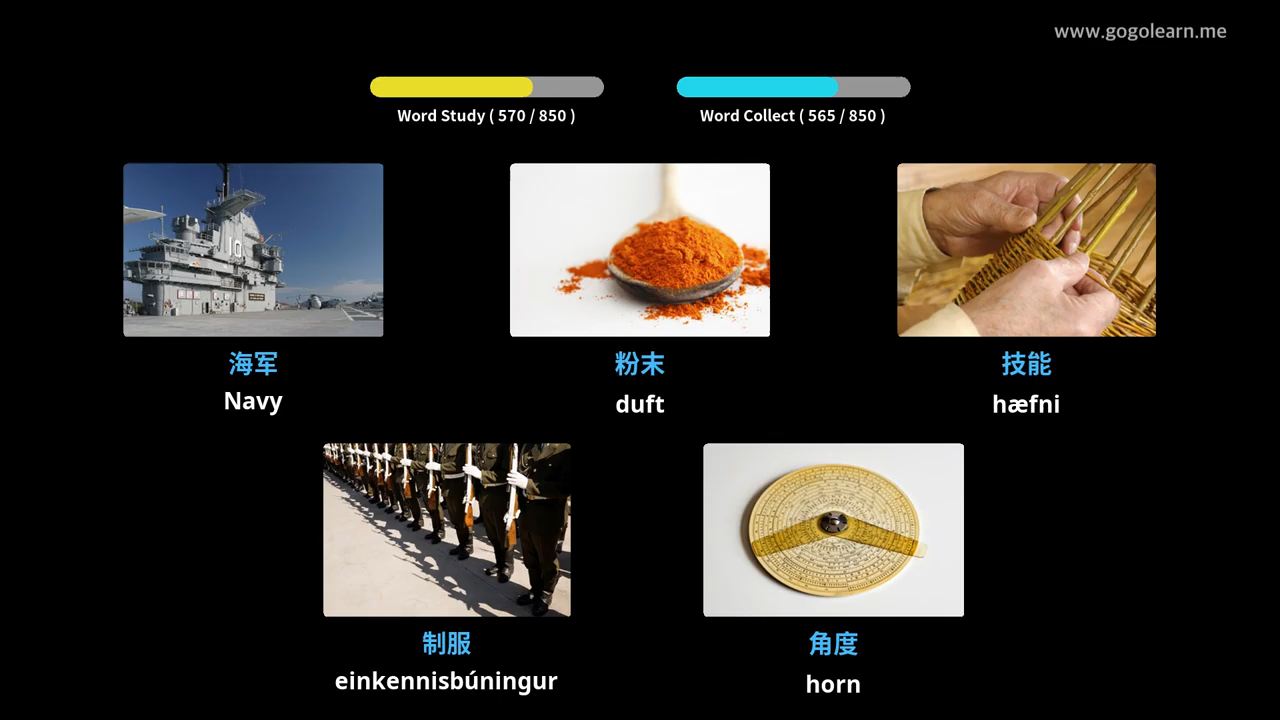 www.gogolearn.me
Word Study ( 570 / 850 )
Word Collect ( 565 / 850 )
10
海军
Navy
粉末
duft
技能
hæfni
制服
einkennisbúningur
角度
horn